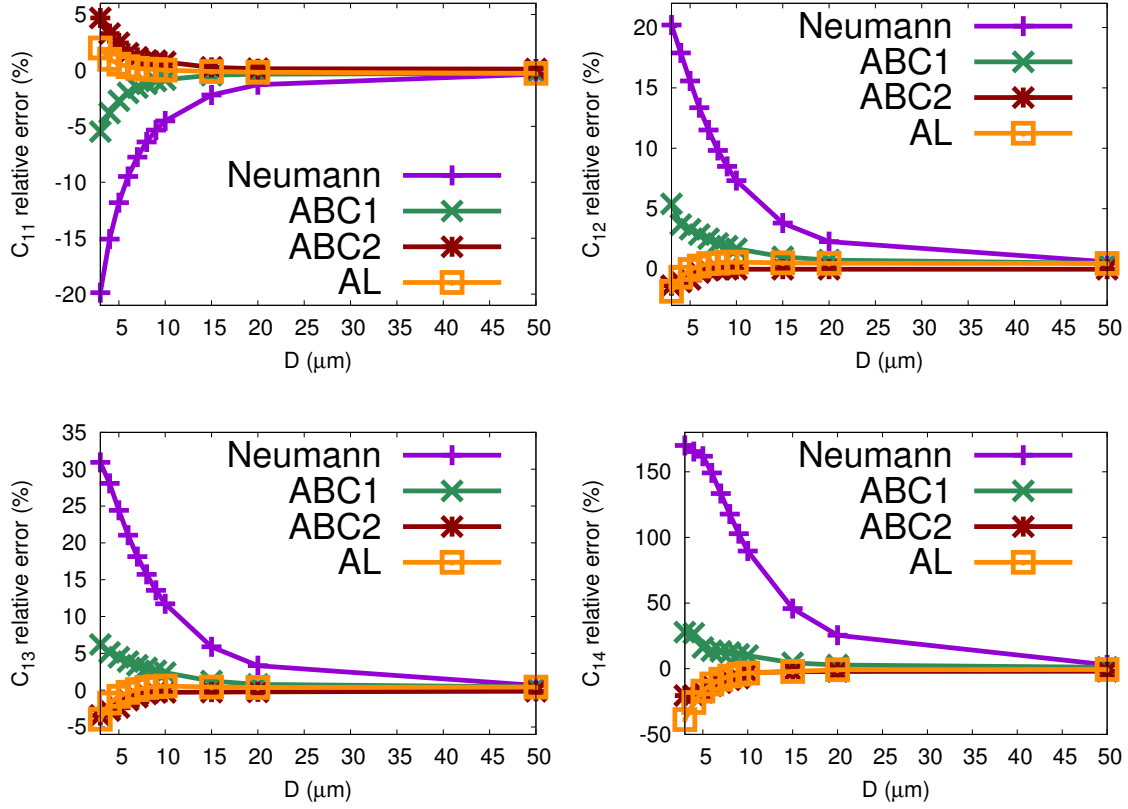 5
0
-5
-10
-15
-20
C11 relative error (%)
5 10 15 20 25 30 35 40 45 50
D (μm)
Neumann
ABC1
ABC2
AL
20
15
10
5
0
C12 relative error (%)
5 10 15 20 25 30 35 40 45 50
D (μm)
Neumann
ABC1
ABC2
AL
35
30
25
20
15
10
5
0
-5
C13 relative error (%)
5 10 15 20 25 30 35 40 45 50
D (μm)
Neumann
ABC1
ABC2
AL
150
100
50
0
-50
C14 relative error (%)
5 10 15 20 25 30 35 40 45 50
D (μm)
Neumann
ABC1
ABC2
AL